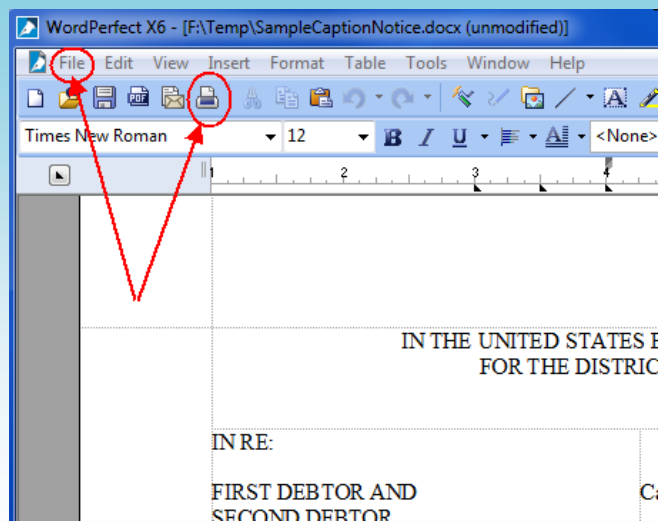 WordPerfect X6 - [F:\Temp\SampleCaptionNotice.docx (unmodified)]
File Edit View Insert Format Table Tools Window Help
PDF A
Times New Roman 12 B I U A <None>
1 2 3 4
IN THE UNITED STATES
FOR THE
IN RE:
FIRST DEBTOR AND
SECOND DEBTOR